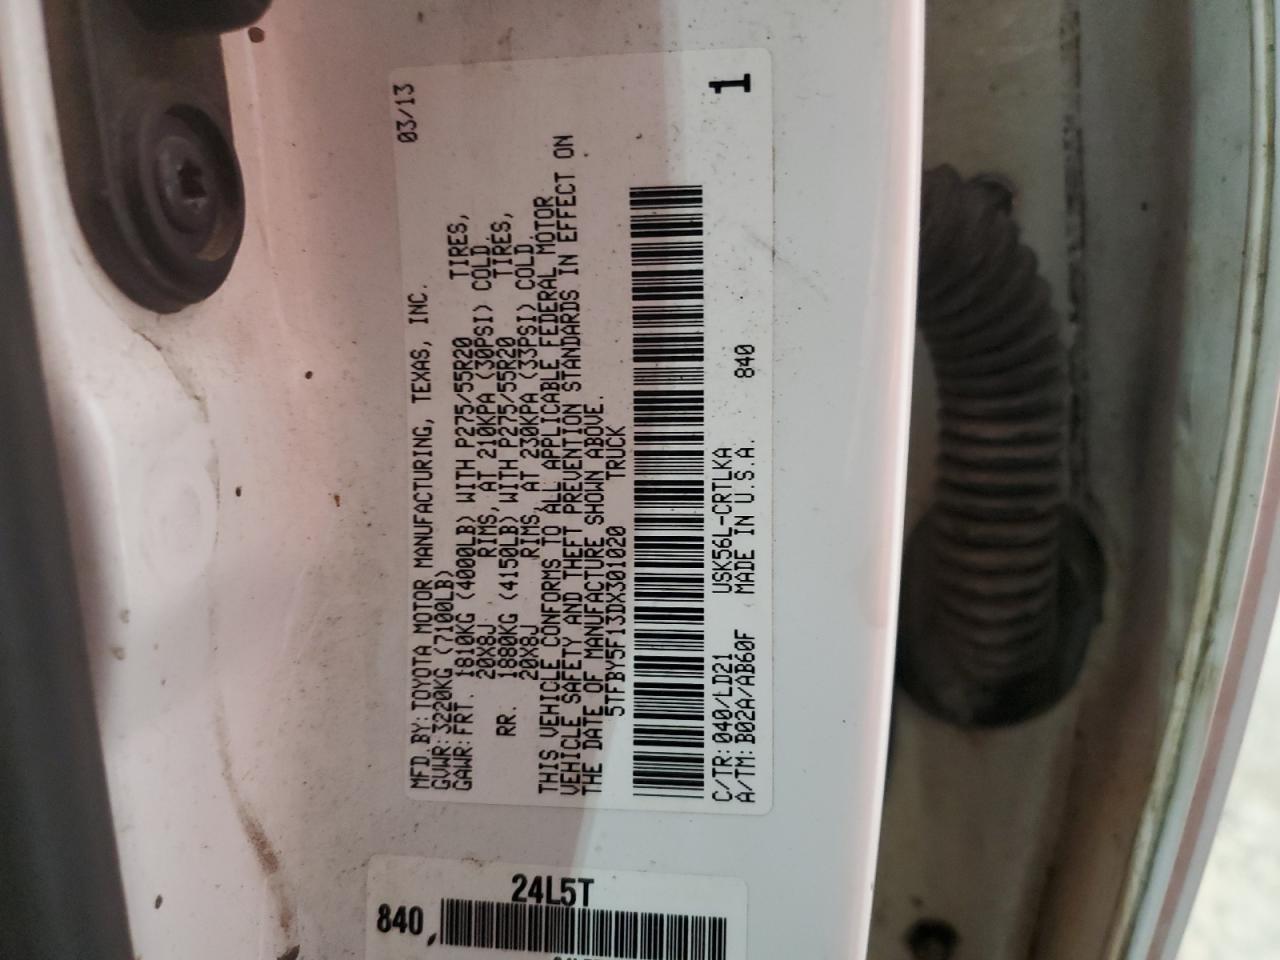 MFD.BY:TOYOTA MOTOR MANUFACTURING, TEXAS, INC. 03/13
GVWR:3220KG (7100LB)
GAWR:FRT. 1810KG (4000LB) WITH P275/55R20 TIRES,
20X8J RIMS, AT 210KPA (30PSI) COLD
RR. 1880KG (4150LB) WITH P275/55R20 TIRES,
20X8J RIMS, AT 230KPA (33PSI) COLD
THIS VEHICLE CONFORMS TO ALL APPLICABLE FEDERAL MOTOR
VEHICLE SAFETY AND THEFT PREVENTION STANDARDS IN EFFECT ON
THE DATE OF MANUFACTURE SHOWN ABOVE.
5TFBY5F13DX301020 TRUCK
C/TR:040/LD21 USK56L-CRTLKA 1
A/TM:B02A/AB60F MADE IN U.S.A. 840
24L5T
840